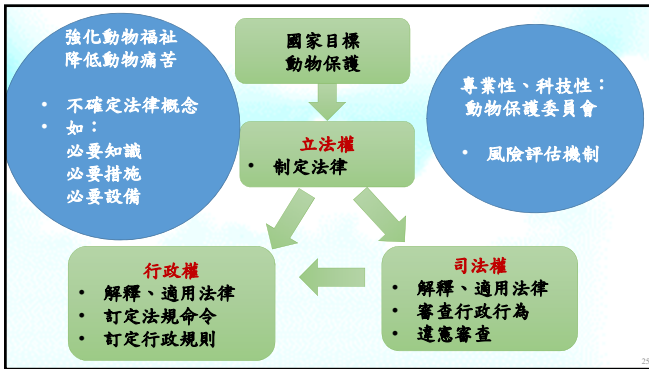 強化動物福祉
降低動物痛苦
• 不確定法律概念
• 如：
必要知識
必要措施
必要設備
國家目標
動物保護
專業性、科技性：
動物保護委員會
• 風險評估機制
立法權
• 制定法律
行政權
• 解釋、適用法律
• 訂定法規命令
• 訂定行政規則
司法權
• 解釋、適用法律
• 審查行政行為
• 違憲審查
25